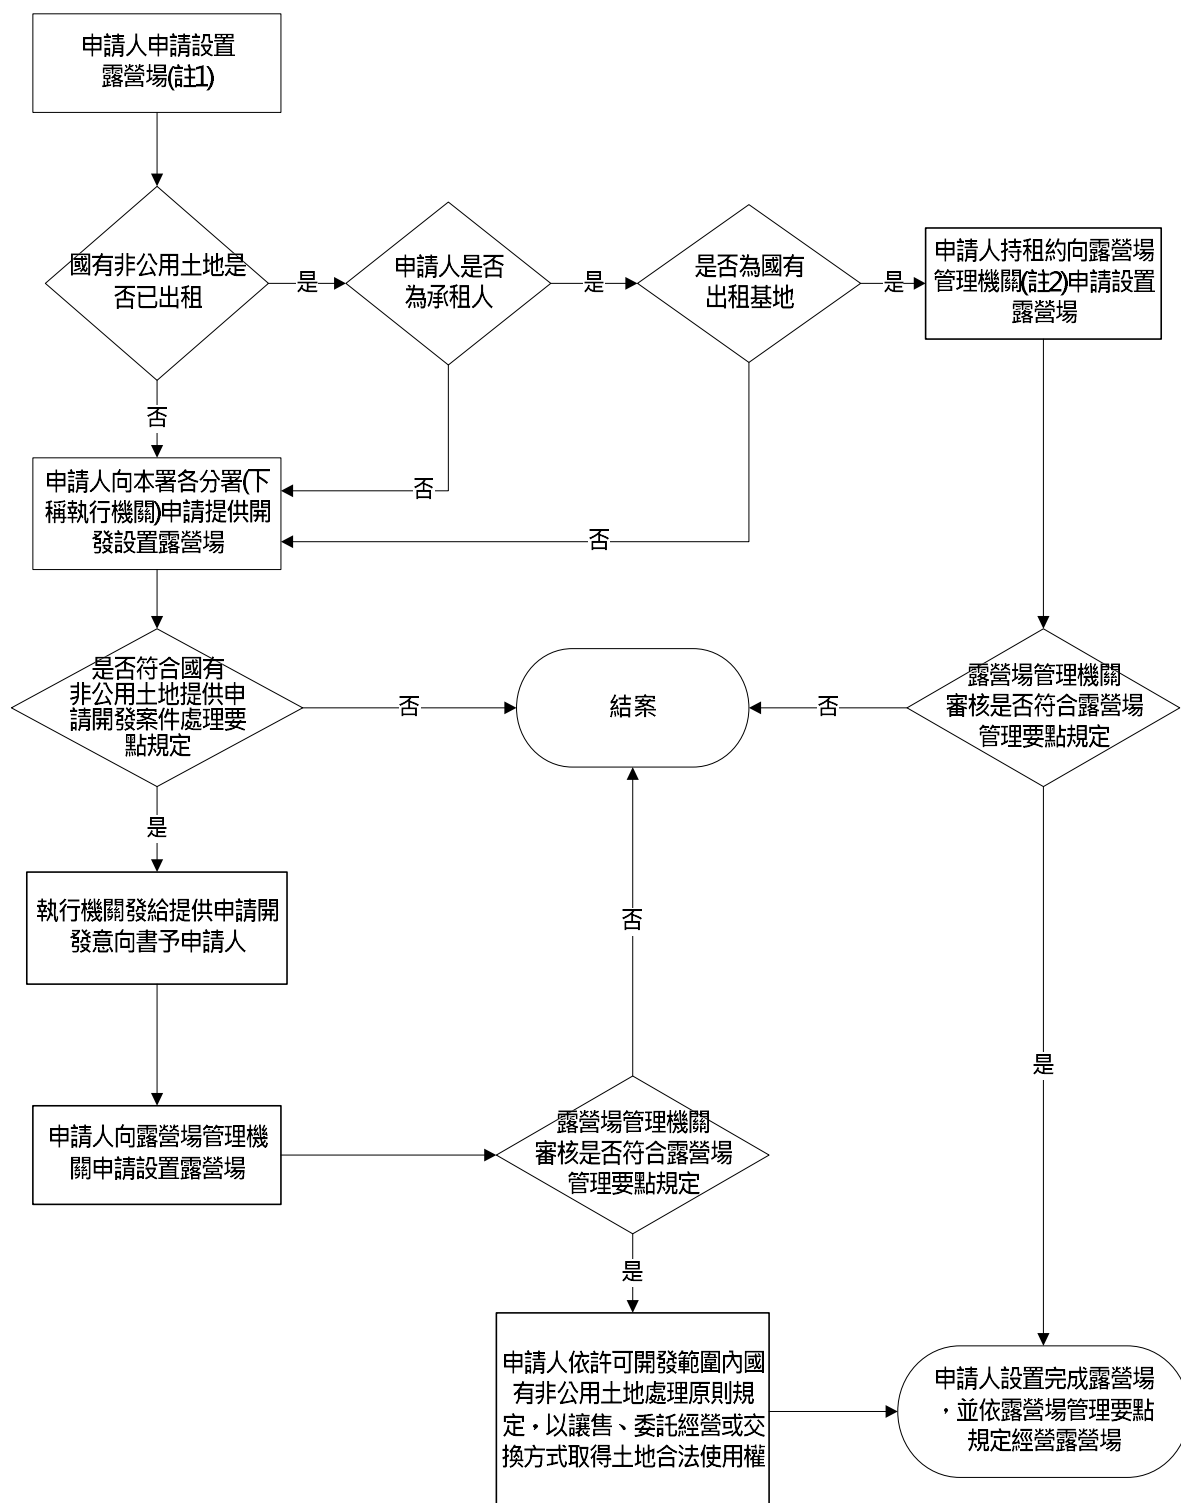 申請人申請設置
露營場(註1)
國有非公用土地是
否已出租
是
申請人是否
為承租人
是
是否為國有
出租基地
是
申請人持租約向露營場
管理機關(註2)申請設置
露營場
否
申請人向本署各分署(下
稱執行機關)申請提供開
發設置露營場
否
否
是否符合國有
非公用土地提供申
請開發案件處理要
點規定
否
結案
否
露營場管理機關
審核是否符合露營場
管理要點規定
是
執行機關發給提供申請開
發意向書予申請人
否
是
申請人向露營場管理機
關申請設置露營場
露營場管理機關
審核是否符合露營場
管理要點規定
是
申請人依許可開發範圍內國
有非公用土地處理原則規
定，以讓售、委託經營或交
換方式取得土地合法使用權
申請人設置完成露營場
，並依露營場管理要點
規定經營露營場